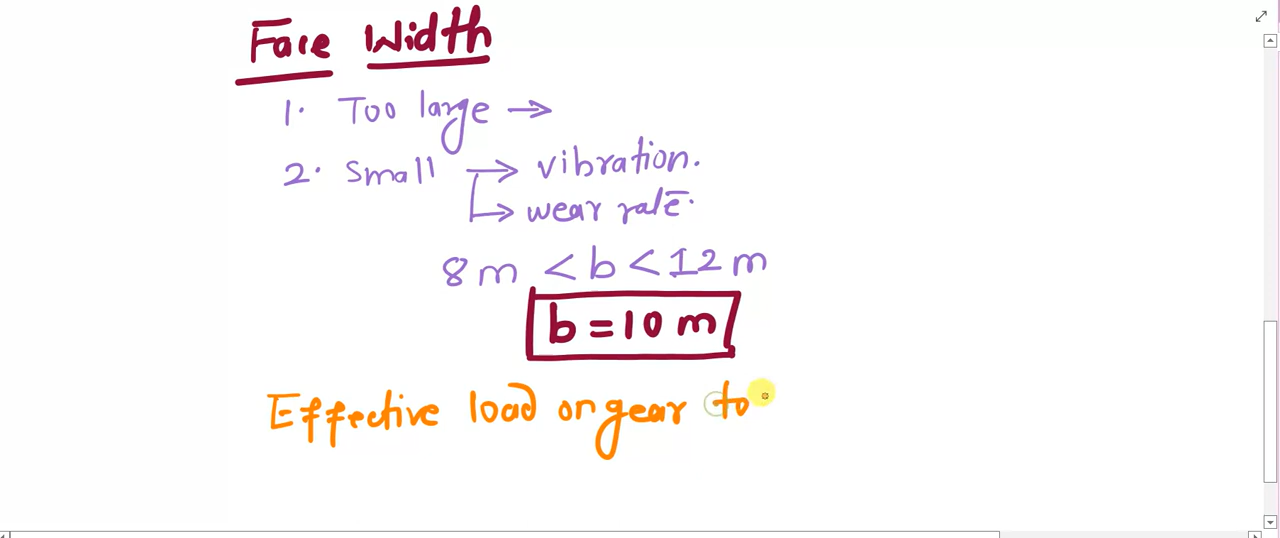 Face Width
1. Too large →
2. Small → vibration.
→ wear rate.
8 m < b < 12 m
b = 10 m
Effective load on gear to